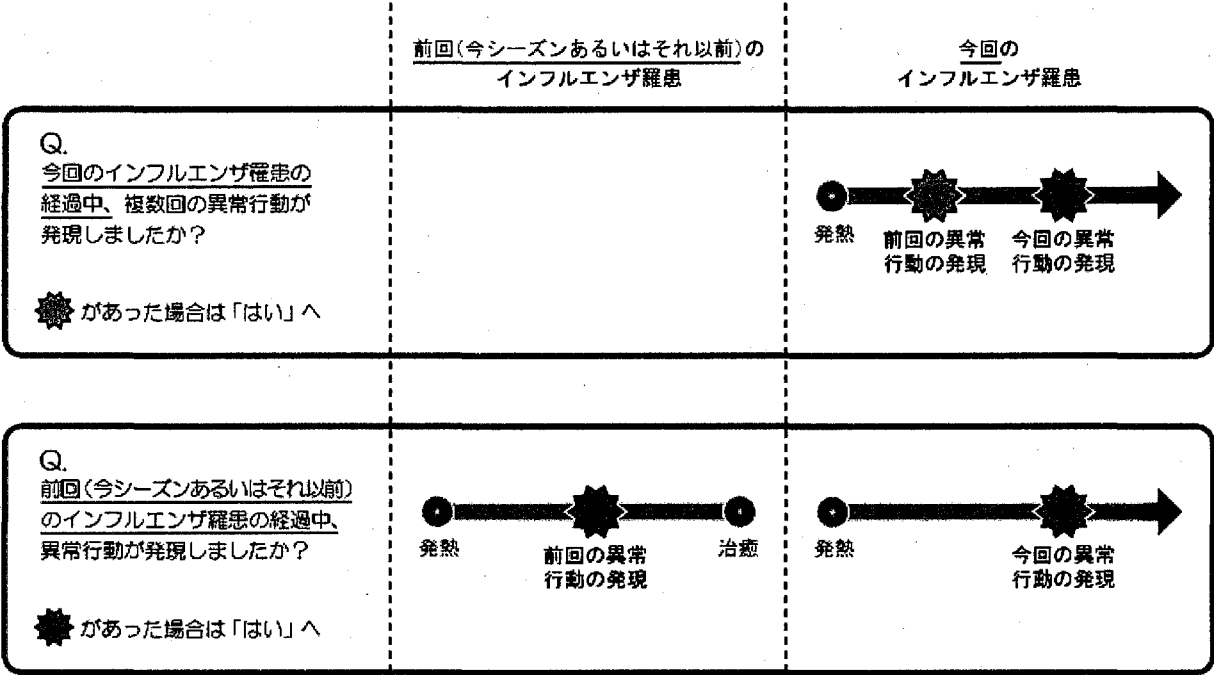 前回(今シーズンあるいはそれ以前)の
インフルエンザ罹患
今回の
インフルエンザ罹患
Q.
今回のインフルエンザ罹患の
経過中、複数回の異常行動が
発現しましたか?
があった場合は「はい」へ
発熱
前回の異常
行動の発現
今回の異常
行動の発現
Q.
前回(今シーズンあるいはそれ以前)
のインフルエンザ罹患の経過中、
異常行動が発現しましたか?
があった場合は「はい」へ
発熱
前回の異常
行動の発現
治癒
発熱
今回の異常
行動の発現